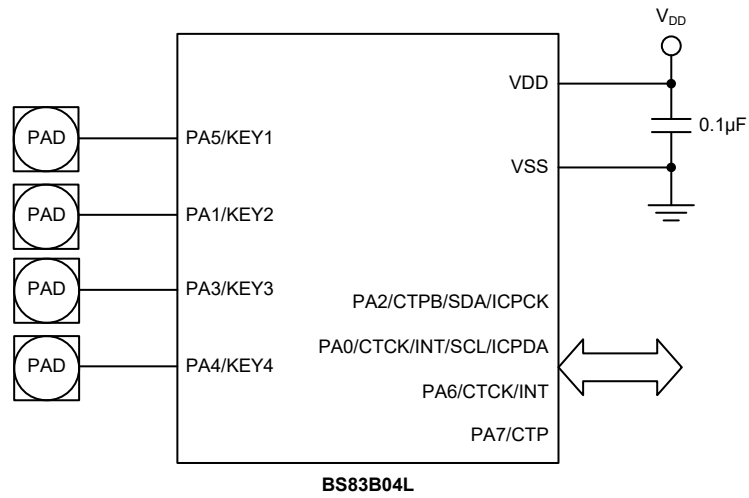 VDD
VDD
0.1µF
VSS
PAD
PA5/KEY1
PAD
PA1/KEY2
PAD
PA3/KEY3
PAD
PA4/KEY4
PA2/CTPB/SDA/ICPCK
PA0/CTCK/INT/SCL/ICPDA
PA6/CTCK/INT
PA7/CTP
BS83B04L